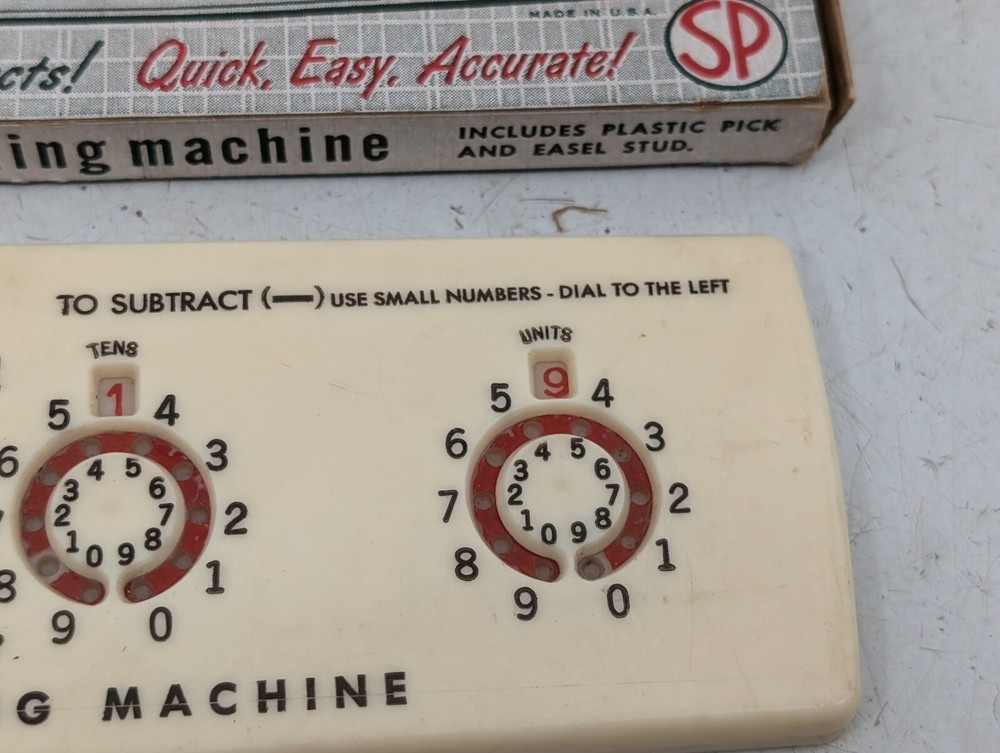 MADE IN U.S.A.
cts! Quick, Easy, Accurate! SP
ing machine
INCLUDES PLASTIC PICK
AND EASEL STUD.
TO SUBTRACT (—) USE SMALL NUMBERS - DIAL TO THE LEFT
TENS
1
5 4
6 3
2
8 1
9 0
4 5
3 6
2 7
1 8
0 9
UNITS
9
5 4
6 3
7 2
8 1
9 0
4 5
3 6
2 7
1 8
0 9
G MACHINE